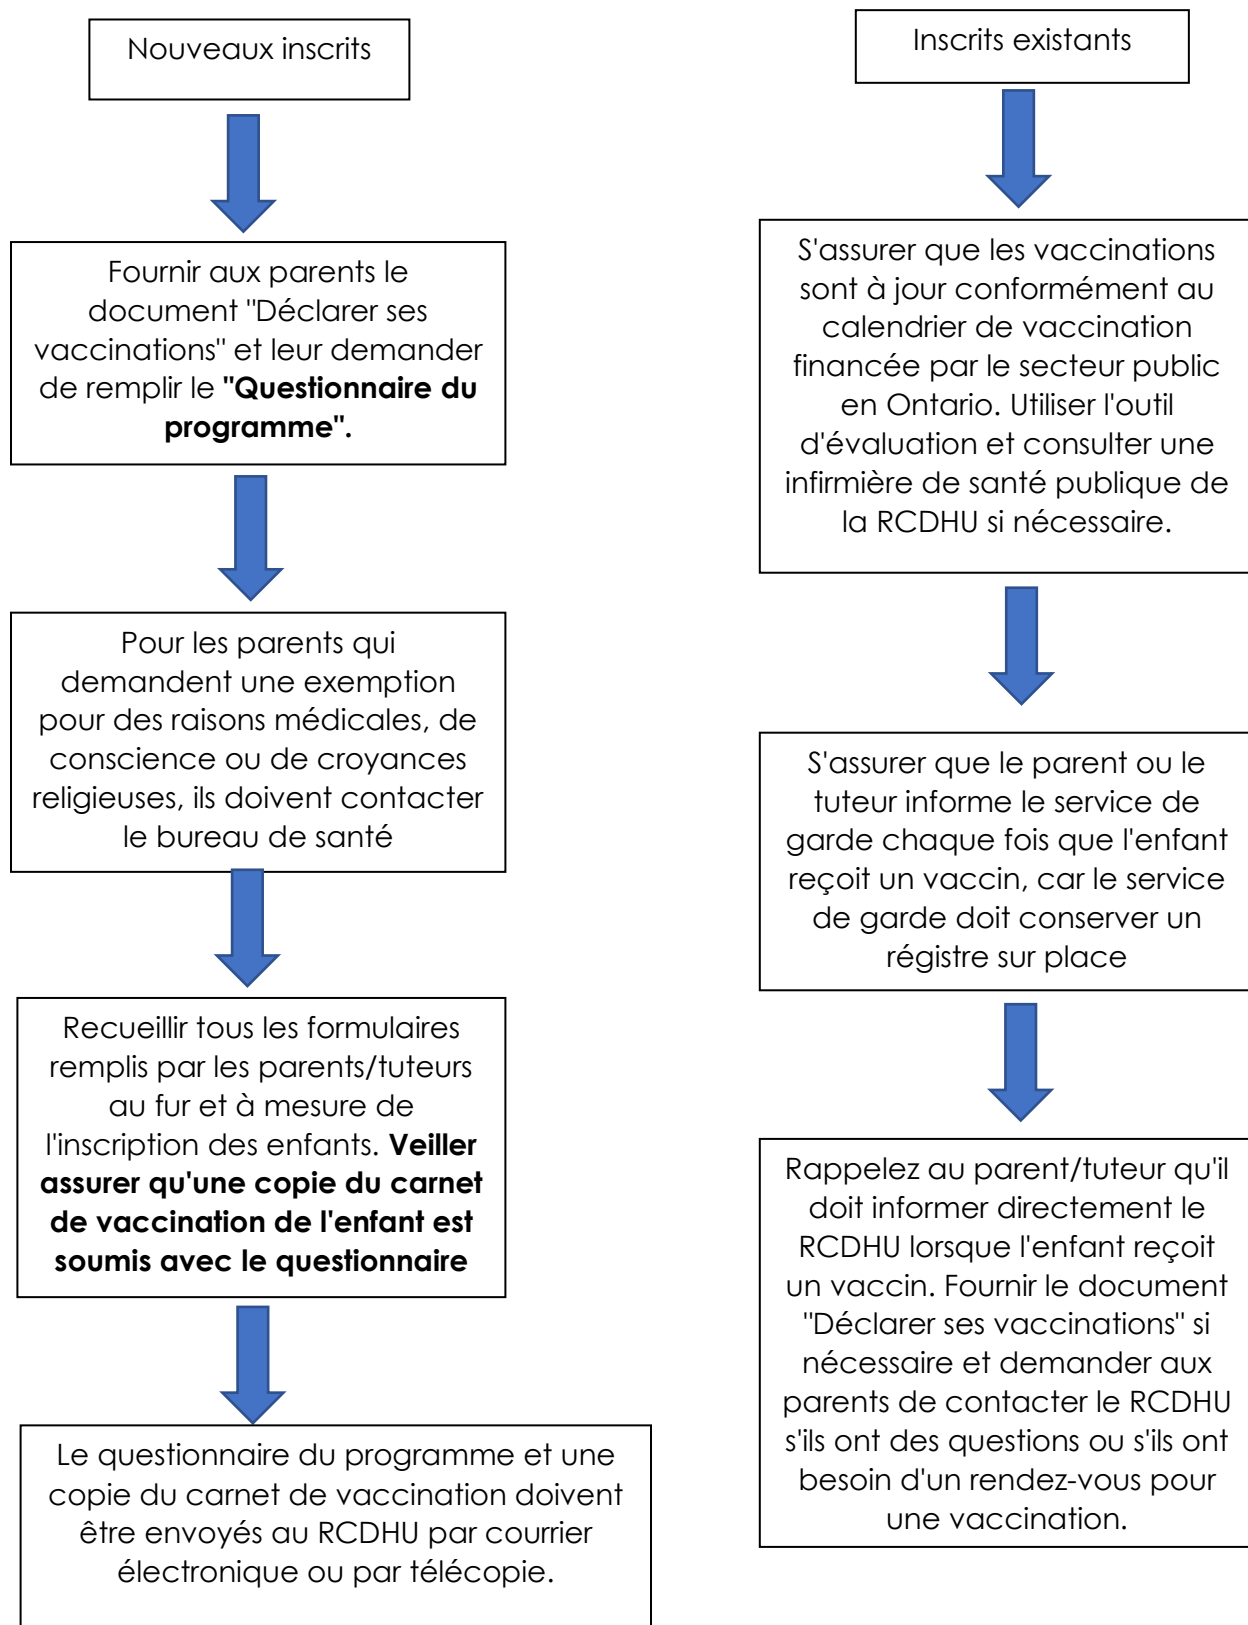 Nouveaux inscrits
Fournir aux parents le
document "Déclarer ses
vaccinations" et leur demander
de remplir le "Questionnaire du
programme".
Pour les parents qui
demandent une exemption
pour des raisons médicales, de
conscience ou de croyances
religieuses, ils doivent contacter
le bureau de santé
Recueillir tous les formulaires
remplis par les parents/tuteurs
au fur et à mesure de
l'inscription des enfants. Veiller
assurer qu'une copie du carnet
de vaccination de l'enfant est
soumis avec le questionnaire
Le questionnaire du programme et une
copie du carnet de vaccination doivent
être envoyés au RCDHU par courrier
électronique ou par télécopie.
Inscrits existants
S'assurer que les vaccinations
sont à jour conformément au
calendrier de vaccination
financée par le secteur public
en Ontario. Utiliser l'outil
d'évaluation et consulter une
infirmière de santé publique de
la RCDHU si nécessaire.
S'assurer que le parent ou le
tuteur informe le service de
garde chaque fois que l'enfant
reçoit un vaccin, car le service
de garde doit conserver un
régistre sur place
Rappelez au parent/tuteur qu'il
doit informer directement le
RCDHU lorsque l'enfant reçoit
un vaccin. Fournir le document
"Déclarer ses vaccinations" si
nécessaire et demander aux
parents de contacter le RCDHU
s'ils ont des questions ou s'ils ont
besoin d'un rendez-vous pour
une vaccination.